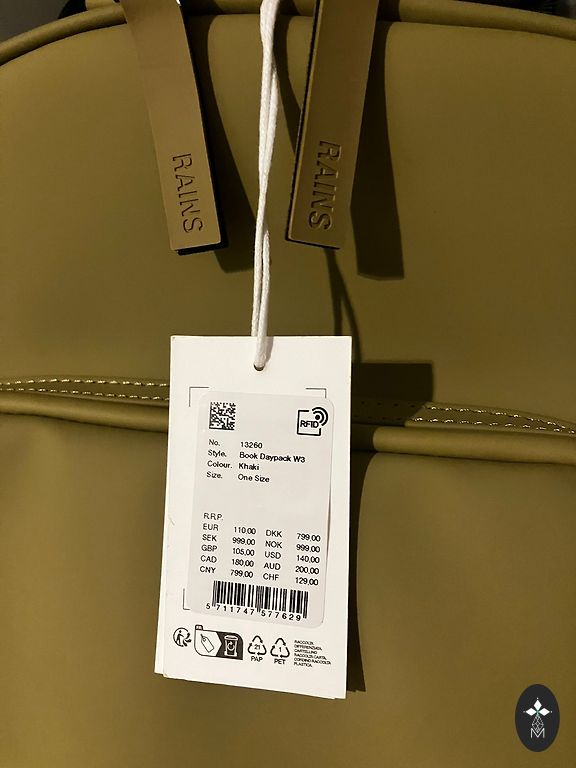 RAINS
RAINS
RFID
No. 13260
Style. Book Daypack W3
Colour. Khaki
Size. One Size
R.R.P.
EUR 110.00 DKK 799.00
SEK 999.00 NOK 999.00
GBP 105.00 USD 140.00
CAD 180.00 AUD 200.00
CNY 799.00 CHF 129.00
5 711747 577629
FR
21
PAP
1
PET
RACCOLTA
DIFFERENZIATA.
CARTELLINO
RACCOLTA CARTA.
CORDINO RACCOLTA
PLASTICA.
M